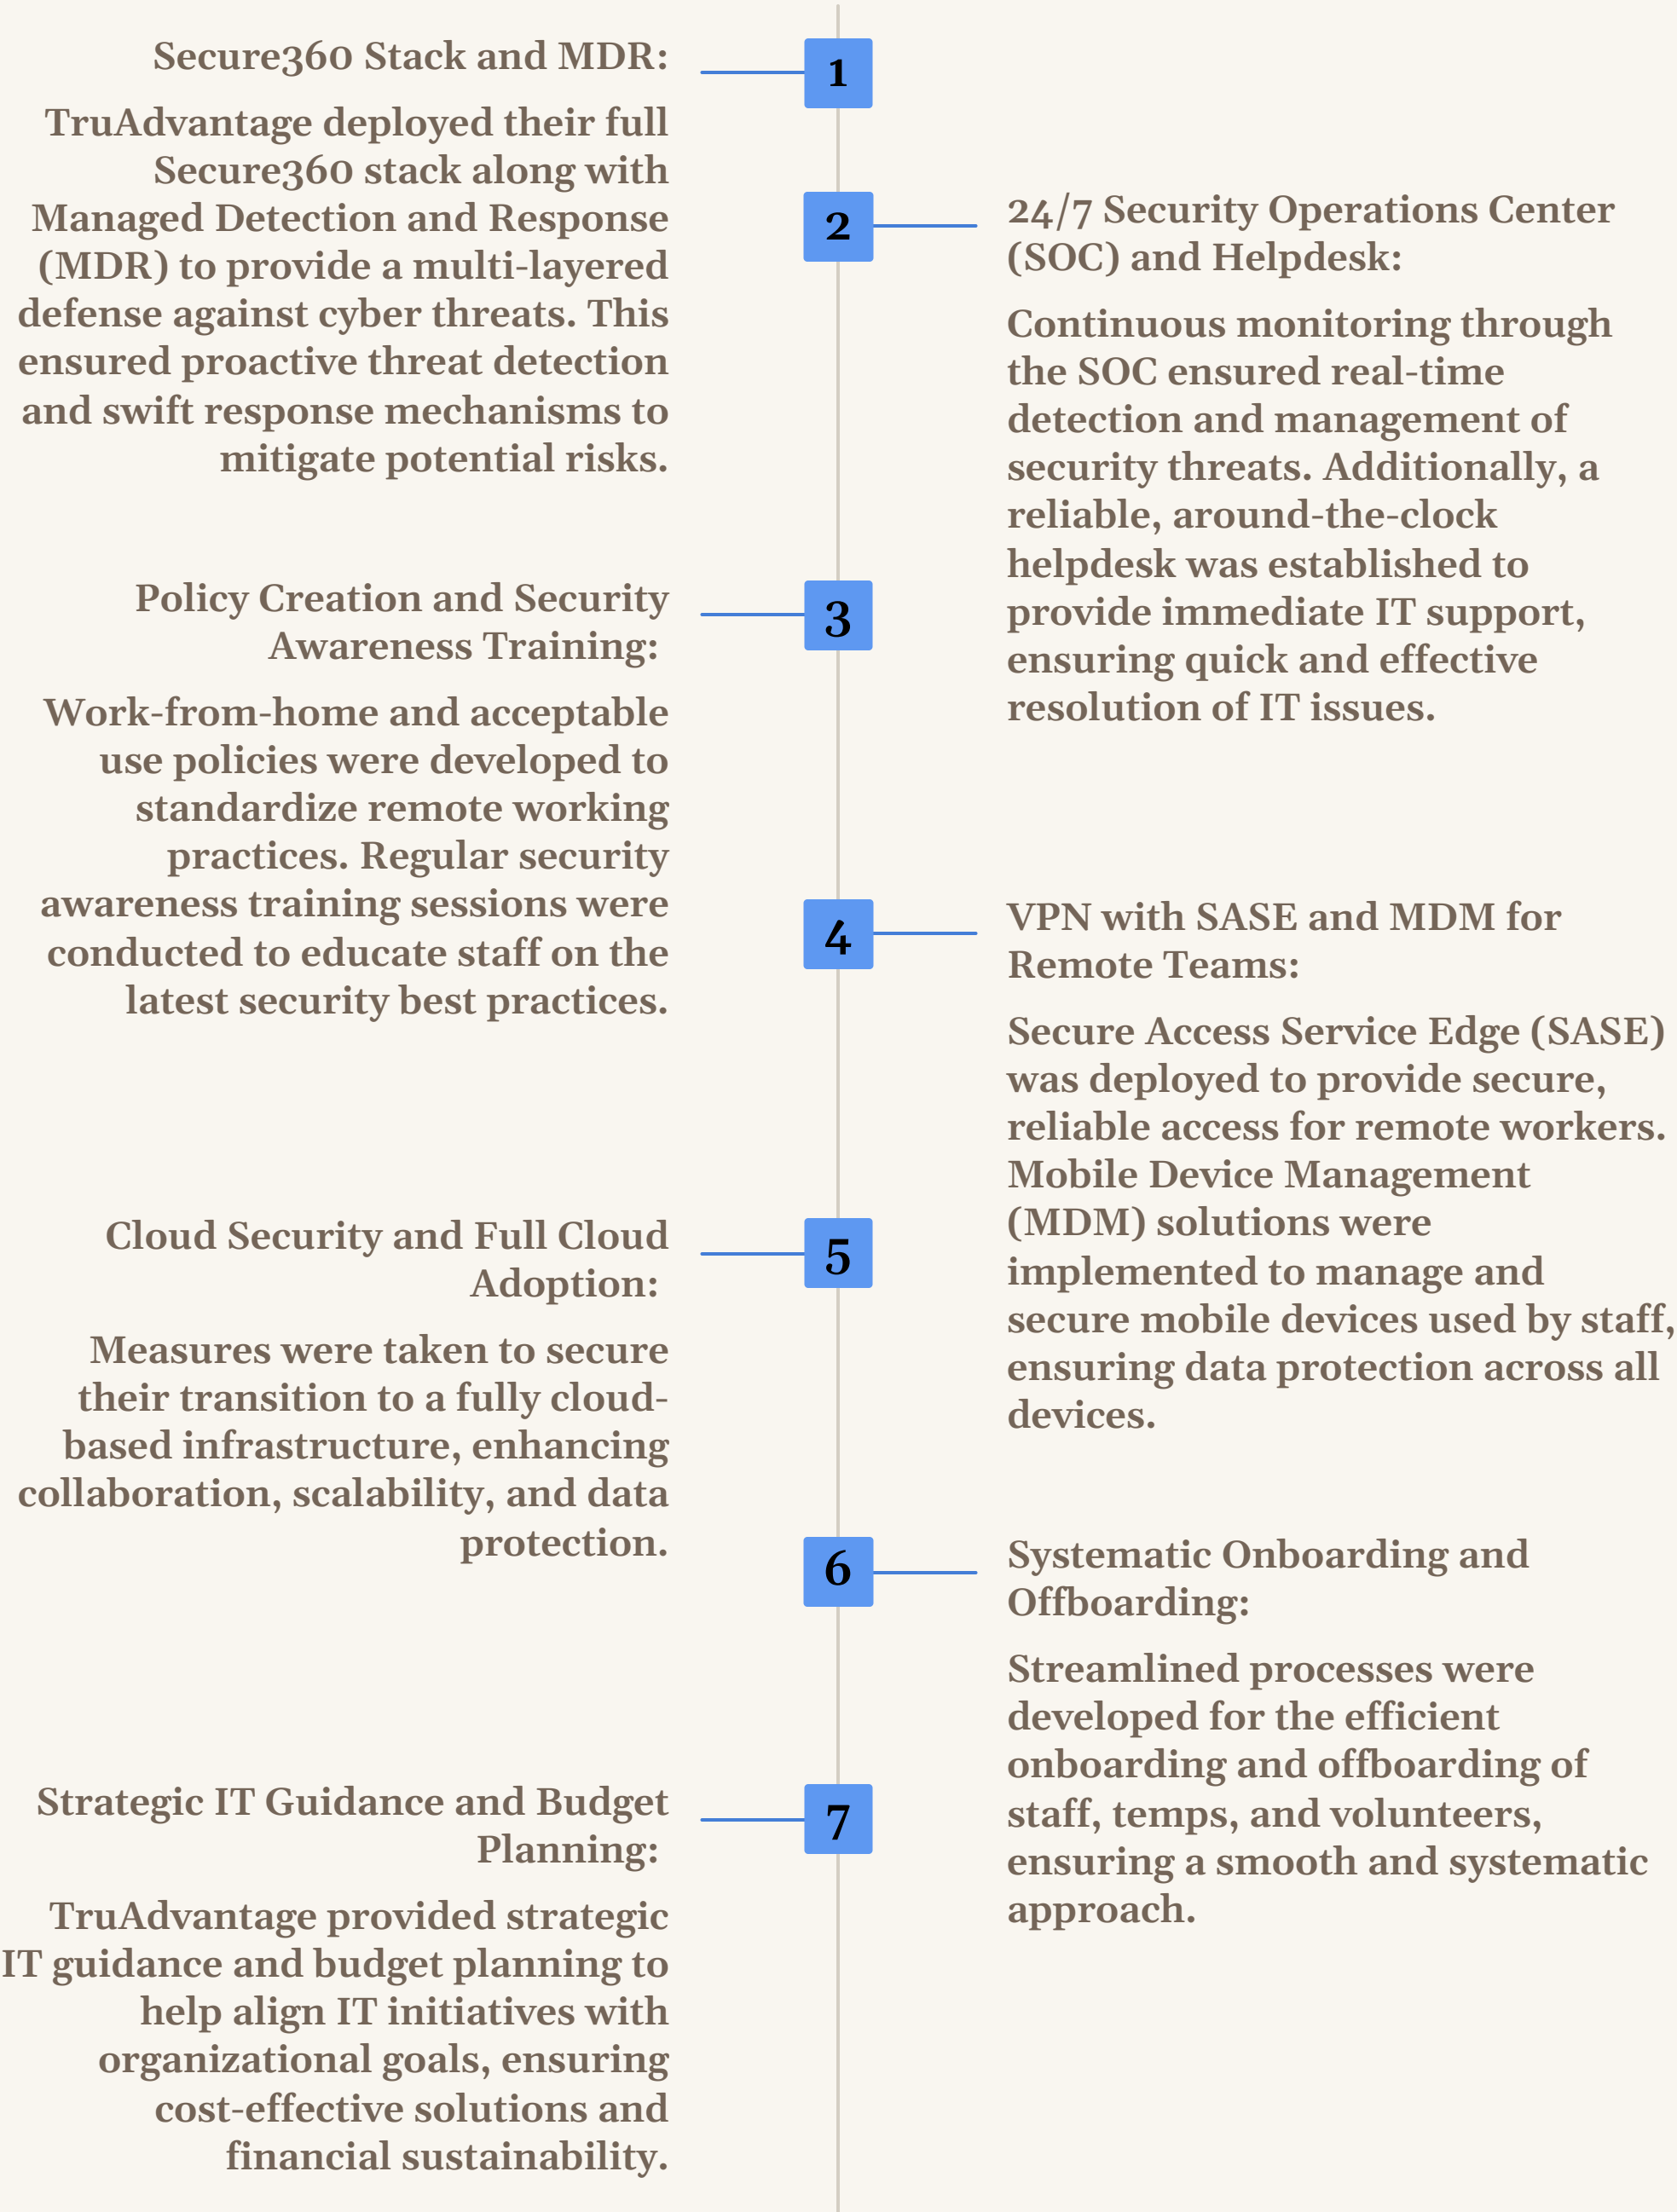 1
Secure360 Stack and MDR:
TruAdvantage deployed their full
Secure360 stack along with
Managed Detection and Response
(MDR) to provide a multi-layered
defense against cyber threats. This
ensured proactive threat detection
and swift response mechanisms to
mitigate potential risks.
2
24/7 Security Operations Center
(SOC) and Helpdesk:
Continuous monitoring through
the SOC ensured real-time
detection and management of
security threats. Additionally, a
reliable, around-the-clock
helpdesk was established to
provide immediate IT support,
ensuring quick and effective
resolution of IT issues.
3
Policy Creation and Security
Awareness Training:
Work-from-home and acceptable
use policies were developed to
standardize remote working
practices. Regular security
awareness training sessions were
conducted to educate staff on the
latest security best practices.
4
VPN with SASE and MDM for
Remote Teams:
Secure Access Service Edge (SASE)
was deployed to provide secure,
reliable access for remote workers.
Mobile Device Management
(MDM) solutions were
implemented to manage and
secure mobile devices used by staff,
ensuring data protection across all
devices.
5
Cloud Security and Full Cloud
Adoption:
Measures were taken to secure
their transition to a fully cloud-
based infrastructure, enhancing
collaboration, scalability, and data
protection.
6
Systematic Onboarding and
Offboarding:
Streamlined processes were
developed for the efficient
onboarding and offboarding of
staff, temps, and volunteers,
ensuring a smooth and systematic
approach.
7
Strategic IT Guidance and Budget
Planning:
TruAdvantage provided strategic
IT guidance and budget planning to
help align IT initiatives with
organizational goals, ensuring
cost-effective solutions and
financial sustainability.